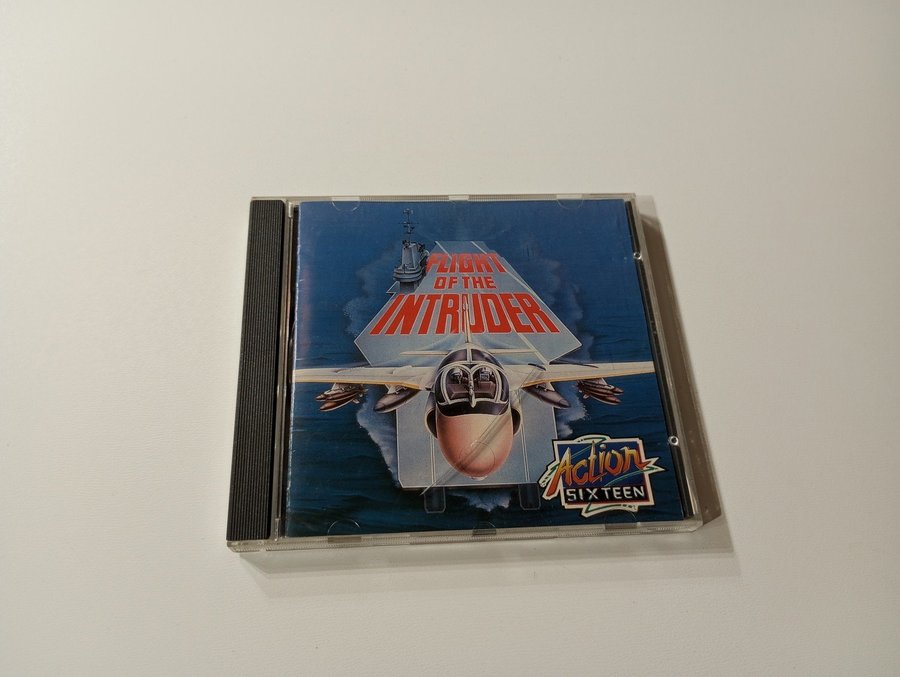 FLIGHT
OF THE
INTRUDER
Action
SIXTEEN